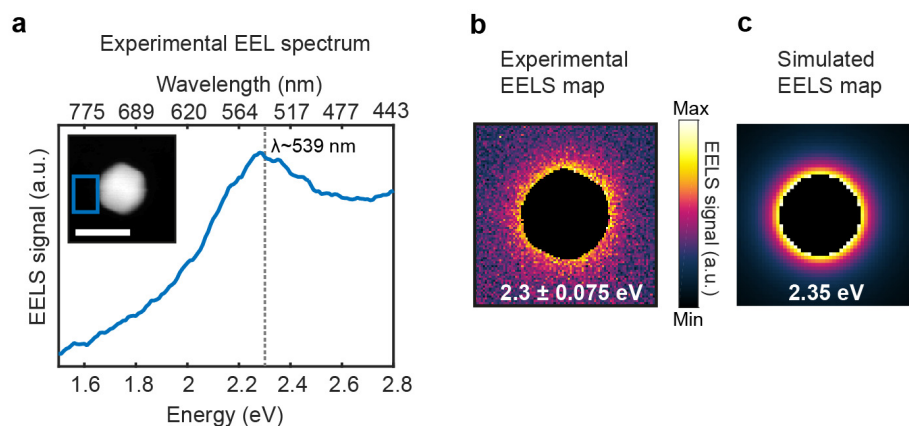 a
Experimental EEL spectrum
Wavelength (nm)
775 689 620 564 517 477 443
λ~539 nm
EELS signal (a.u.)
1.6 1.8 2 2.2 2.4 2.6 2.8
Energy (eV)
b
Experimental
EELS map
2.3 ± 0.075 eV
Max
EELS signal (a.u.)
Min
c
Simulated
EELS map
2.35 eV